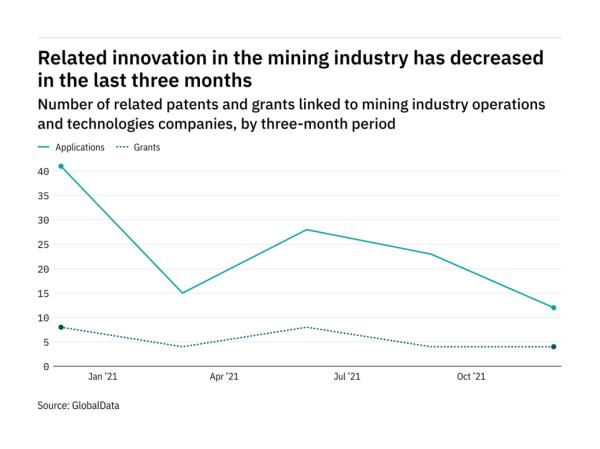 Related innovation in the mining industry has decreased
in the last three months
Number of related patents and grants linked to mining industry operations
and technologies companies, by three-month period
Applications Grants
40
35
30
25
20
15
10
5
0
Jan '21 Apr '21 Jul '21 Oct '21
Source: GlobalData